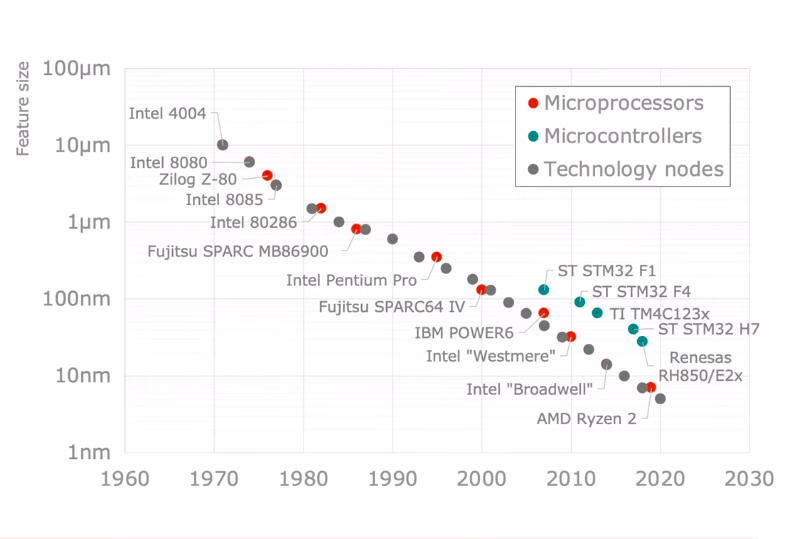 Feature size
100µm
10µm
1µm
100nm
10nm
1nm
1960
1970
1980
1990
2000
2010
2020
2030
Microprocessors
Microcontrollers
Technology nodes
Intel 4004
Intel 8080
Zilog Z-80
Intel 8085
Intel 80286
Fujitsu SPARC MB86900
Intel Pentium Pro
Fujitsu SPARC64 IV
IBM POWER6
Intel "Westmere"
Intel "Broadwell"
AMD Ryzen 2
ST STM32 F1
ST STM32 F4
TI TM4C123x
ST STM32 H7
Renesas
RH850/E2x